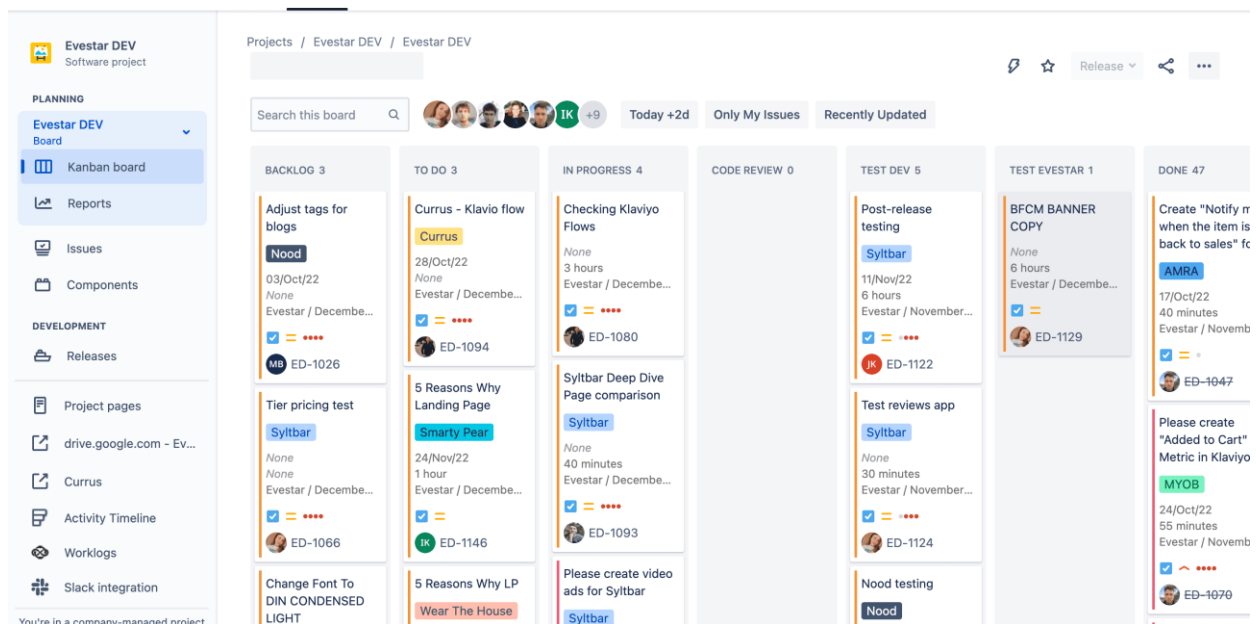 Evestar DEV
Software project
PLANNING
Evestar DEV
Board
Kanban board
Reports
Issues
Components
DEVELOPMENT
Releases
Project pages
drive.google.com - Ev...
Currus
Activity Timeline
Worklogs
Slack integration
You're in a company-managed project
Projects / Evestar DEV / Evestar DEV
Release
Search this board
IK
+9
Today +2d
Only My Issues
Recently Updated
BACKLOG 3
Adjust tags for
blogs
Nood
03/Oct/22
None
Evestar / Decembe...
MB ED-1026
Tier pricing test
Syltbar
None
None
Evestar / Decembe...
ED-1066
Change Font To
DIN CONDENSED
LIGHT
TO DO 3
Currus - Klavio flow
Currus
28/Oct/22
None
Evestar / Decembe...
ED-1094
5 Reasons Why
Landing Page
Smarty Pear
24/Nov/22
1 hour
Evestar / Decembe...
IK ED-1146
5 Reasons Why LP
Wear The House
IN PROGRESS 4
Checking Klaviyo
Flows
None
3 hours
Evestar / Decembe...
ED-1080
Syltbar Deep Dive
Page comparison
Syltbar
None
40 minutes
Evestar / Decembe...
ED-1093
Please create video
ads for Syltbar
Syltbar
CODE REVIEW 0
TEST DEV 5
Post-release
testing
Syltbar
11/Nov/22
6 hours
Evestar / November...
JK ED-1122
Test reviews app
Syltbar
None
30 minutes
Evestar / November...
ED-1124
Nood testing
Nood
TEST EVESTAR 1
BFCM BANNER
COPY
None
6 hours
Evestar / Decembe...
ED-1129
DONE 47
Create "Notify m
when the item is
back to sales" fo
AMRA
17/Oct/22
40 minutes
Evestar / Novemb
ED-1047
Please create
"Added to Cart"
Metric in Klaviyo
MYOB
24/Oct/22
55 minutes
Evestar / Novemb
ED-1070